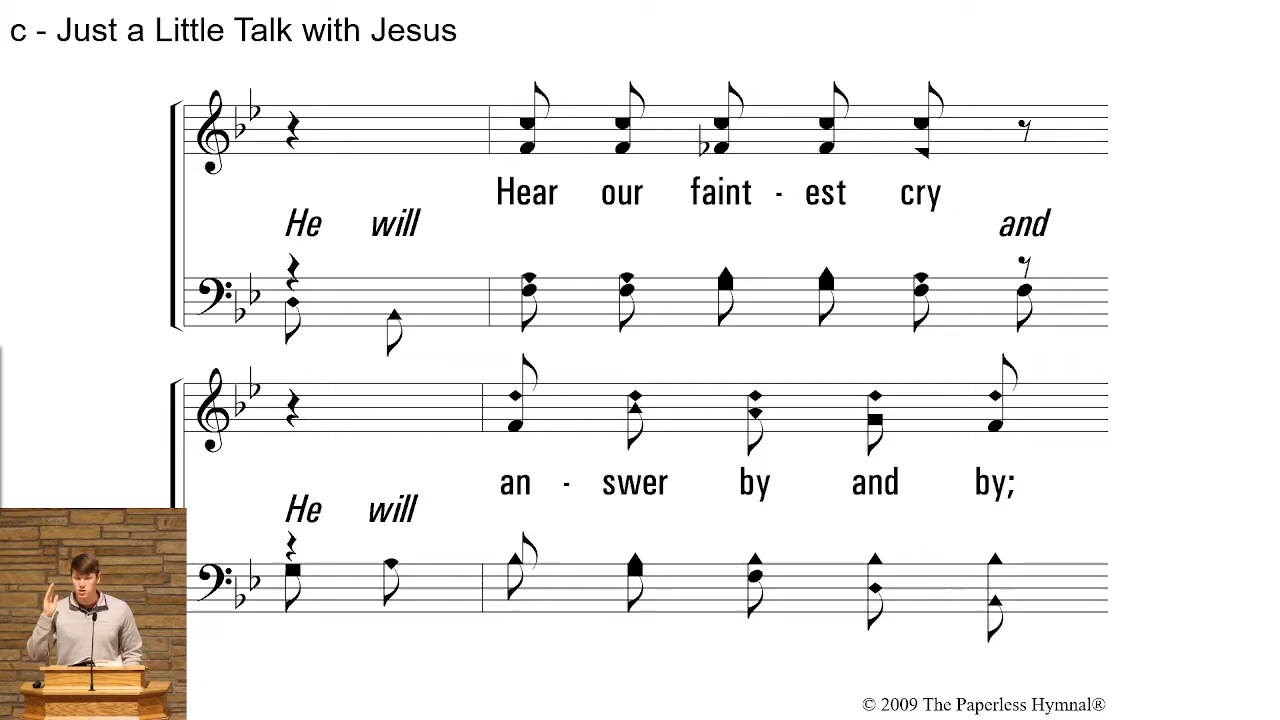 c - Just a Little Talk with Jesus
Hear our faint - est cry
He will and
an - swer by and by;
He will
© 2009 The Paperless Hymnal®